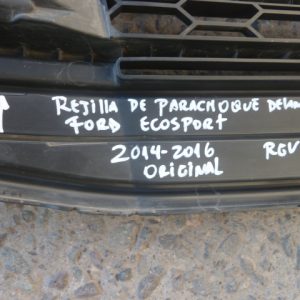 REJILLA DE PARACHOQUE DELAN
FORD ECOSPORT
2014-2016 RGV
ORIGINAL